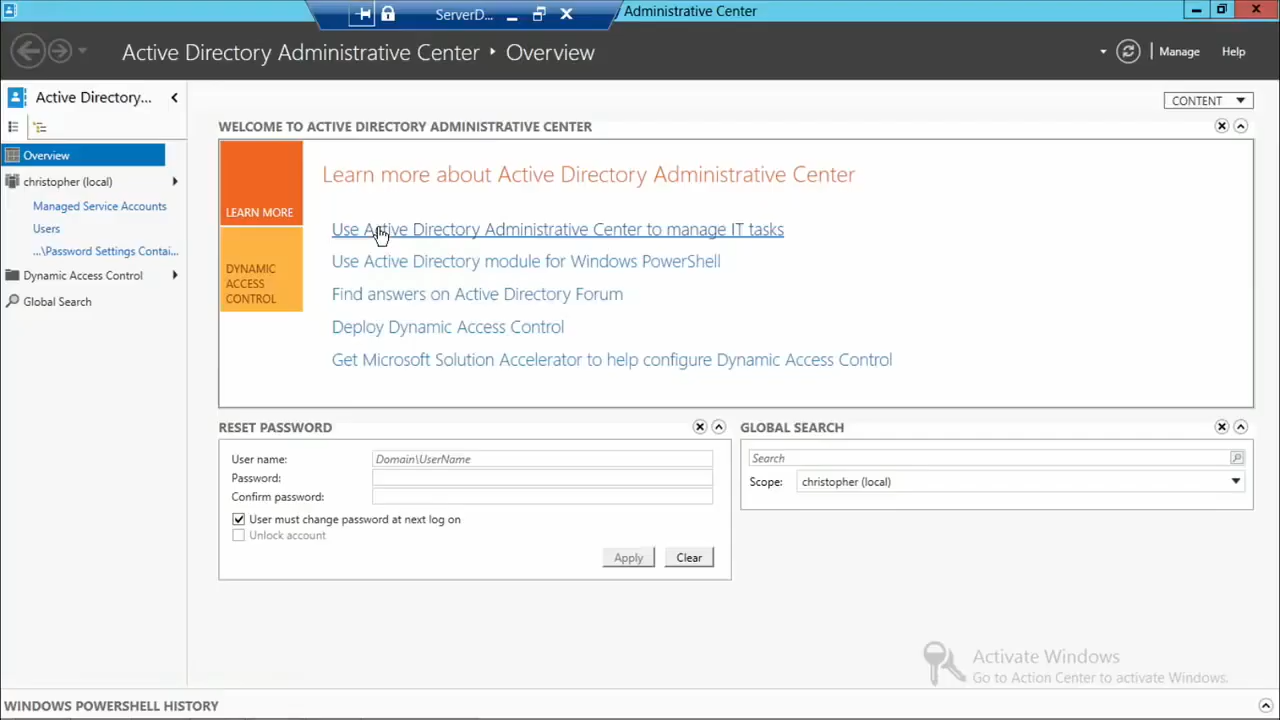 ServerD...
Administrative Center
Active Directory Administrative Center ‣ Overview
Manage
Help
Active Directory...
CONTENT
WELCOME TO ACTIVE DIRECTORY ADMINISTRATIVE CENTER
Overview
christopher (local)
Managed Service Accounts
Users
...\Password Settings Contai...
Dynamic Access Control
Global Search
LEARN MORE
DYNAMIC
ACCESS
CONTROL
Learn more about Active Directory Administrative Center
Use Active Directory Administrative Center to manage IT tasks
Use Active Directory module for Windows PowerShell
Find answers on Active Directory Forum
Deploy Dynamic Access Control
Get Microsoft Solution Accelerator to help configure Dynamic Access Control
RESET PASSWORD
User name:
Domain\UserName
Password:
Confirm password:
User must change password at next log on
Unlock account
Apply
Clear
GLOBAL SEARCH
Search
Scope:
christopher (local)
Activate Windows
Go to Action Center to activate Windows.
WINDOWS POWERSHELL HISTORY